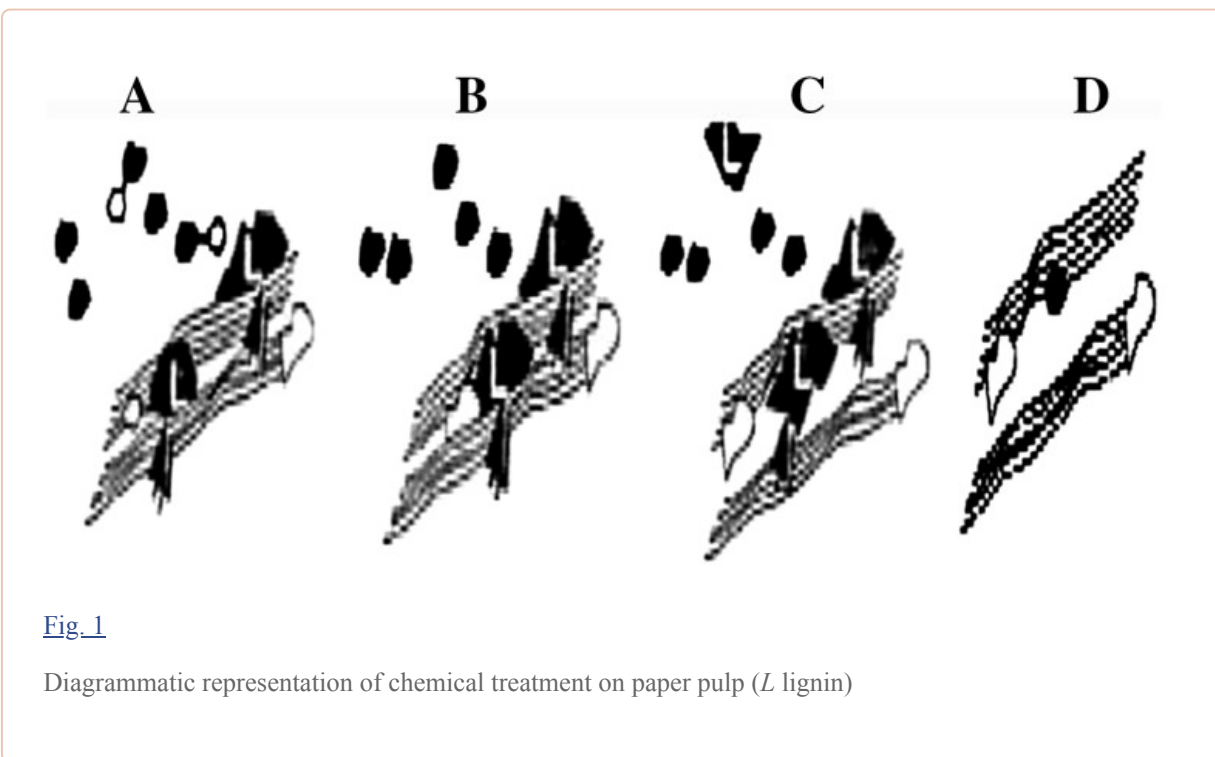 A B C D
L L L L L L L
Fig. 1
Diagrammatic representation of chemical treatment on paper pulp (L lignin)